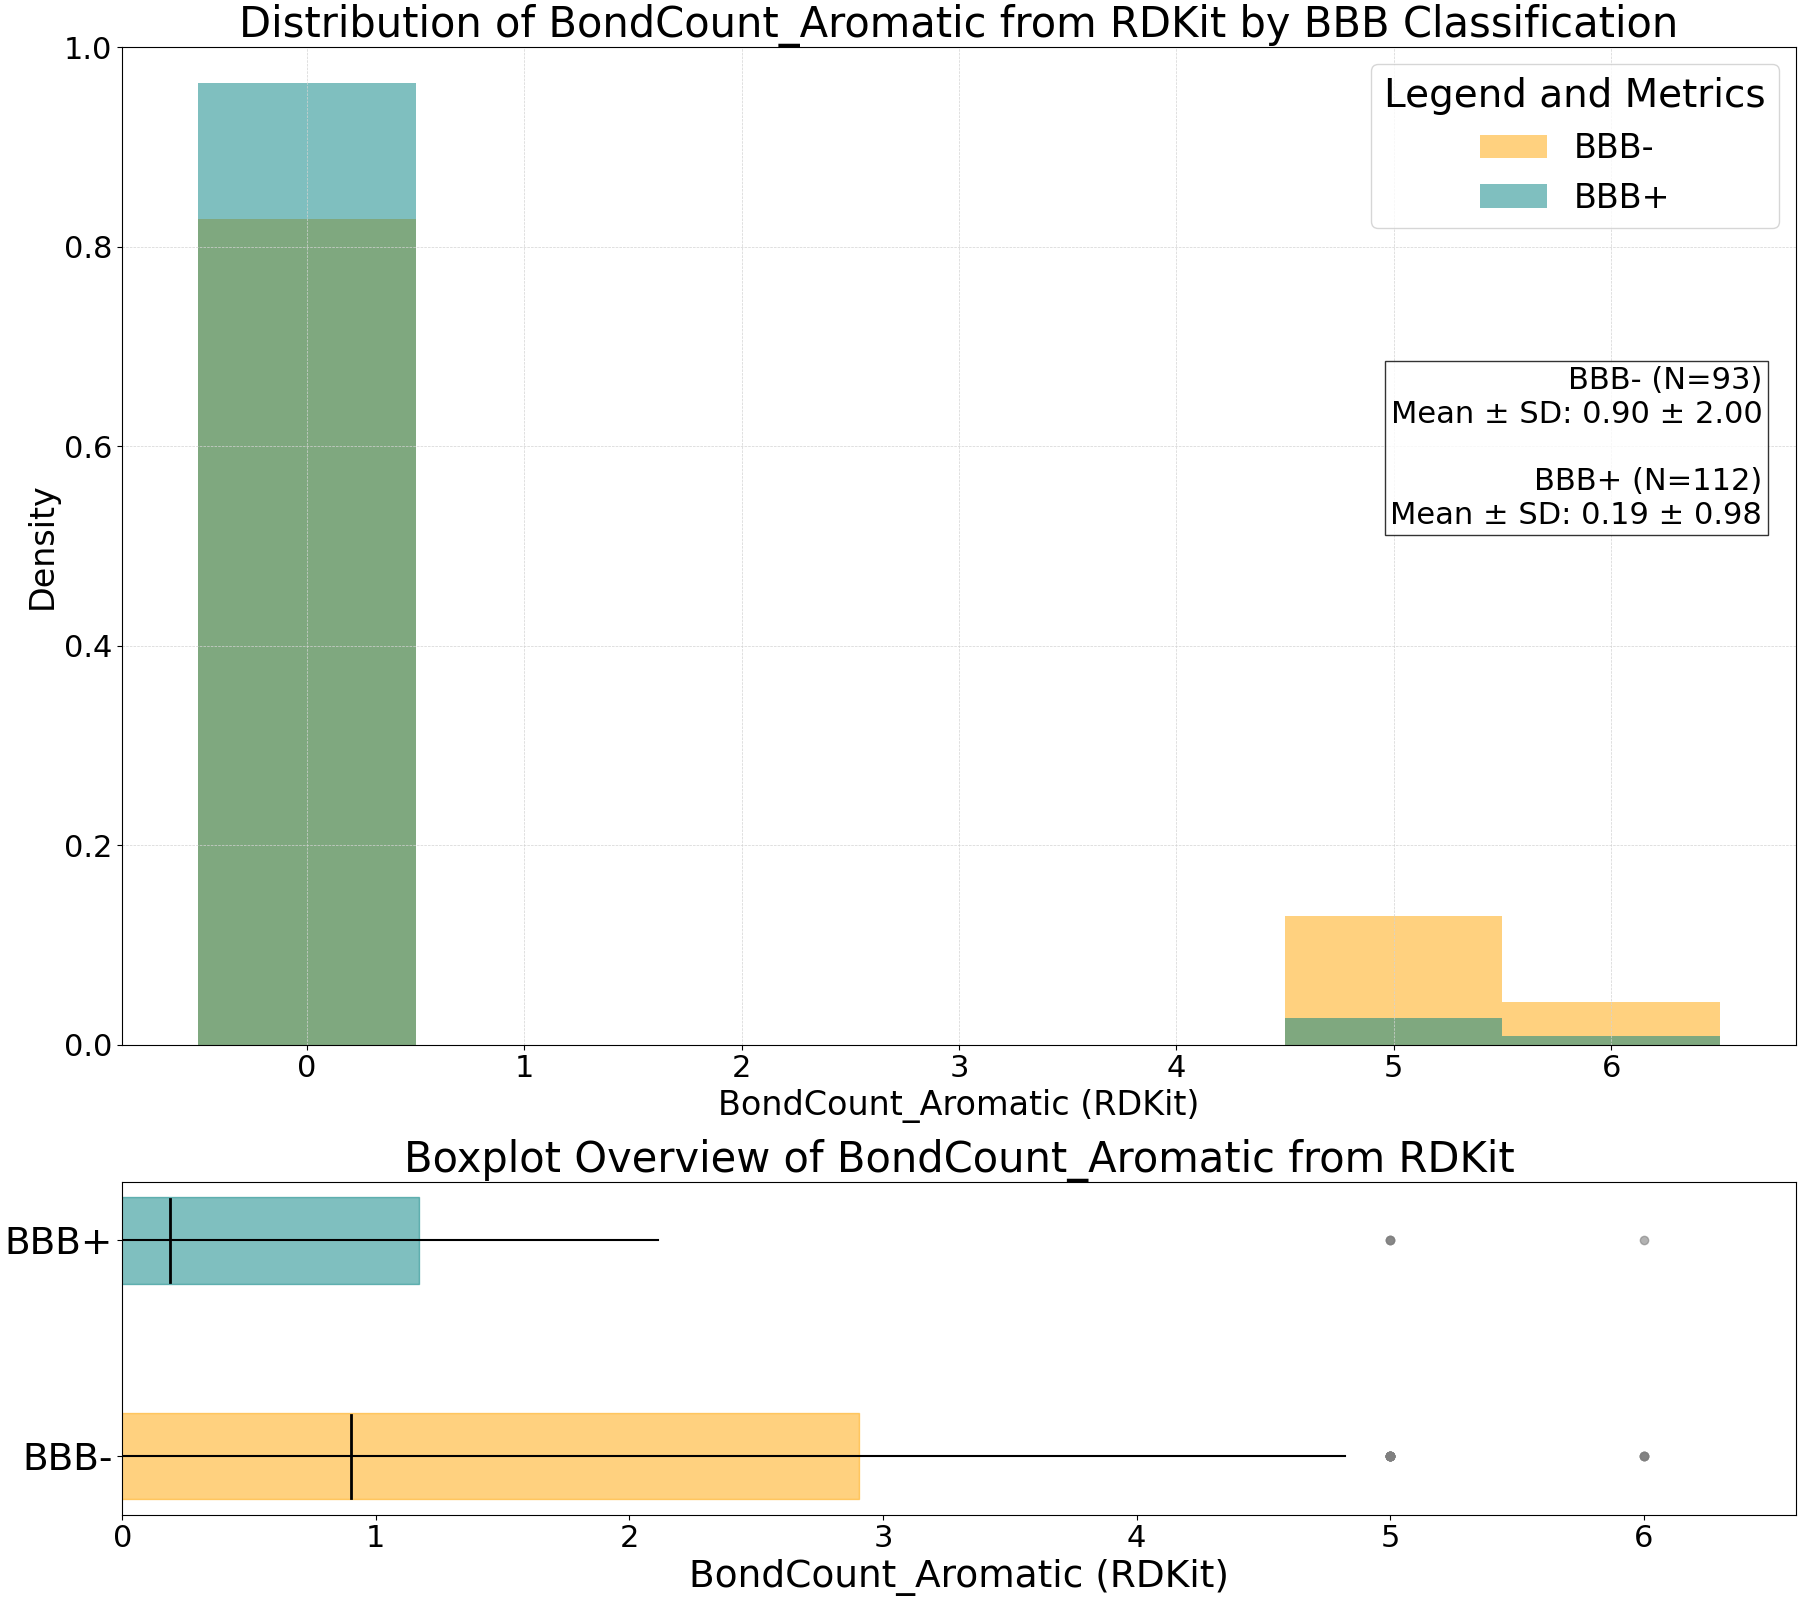 Distribution of BondCount_Aromatic from RDKit by BBB Classification
1.0
0.8
0.6
0.4
0.2
0.0
Density
Legend and Metrics
BBB-
BBB+
BBB- (N=93)
Mean ± SD: 0.90 ± 2.00
BBB+ (N=112)
Mean ± SD: 0.19 ± 0.98
0 1 2 3 4 5 6
BondCount_Aromatic (RDKit)
Boxplot Overview of BondCount_Aromatic from RDKit
BBB+
BBB-
0 1 2 3 4 5 6
BondCount_Aromatic (RDKit)